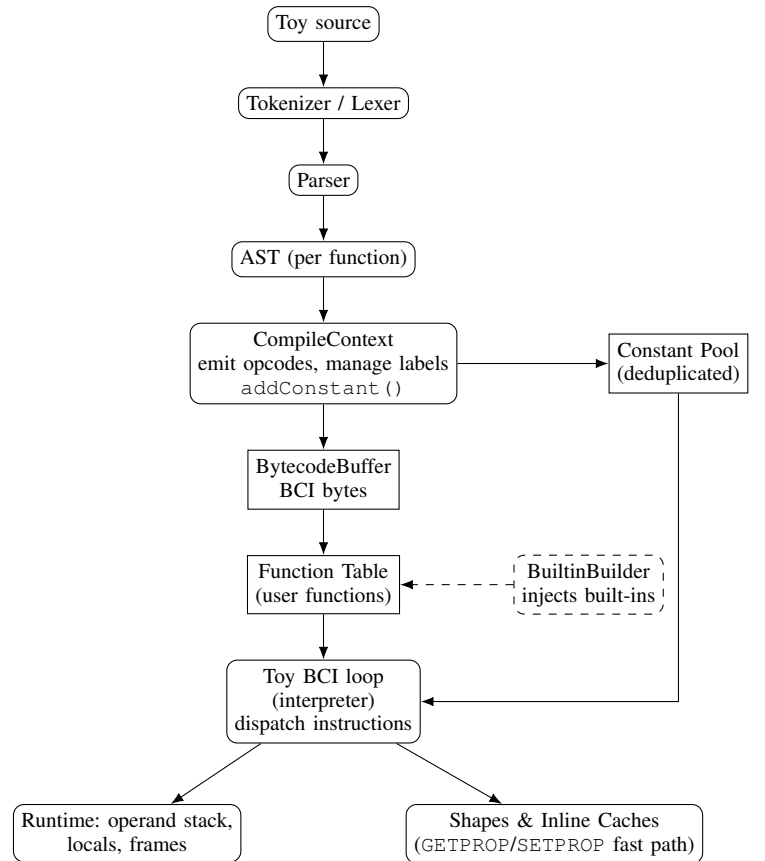 Toy source
Tokenizer / Lexer
Parser
AST (per function)
CompileContext
emit opcodes, manage labels
addConstant()
Constant Pool
(deduplicated)
BytecodeBuffer
BCI bytes
Function Table
(user functions)
BuiltinBuilder
injects built-ins
Toy BCI loop
(interpreter)
dispatch instructions
Runtime: operand stack,
locals, frames
Shapes & Inline Caches
(GETPROP/SETPROP fast path)